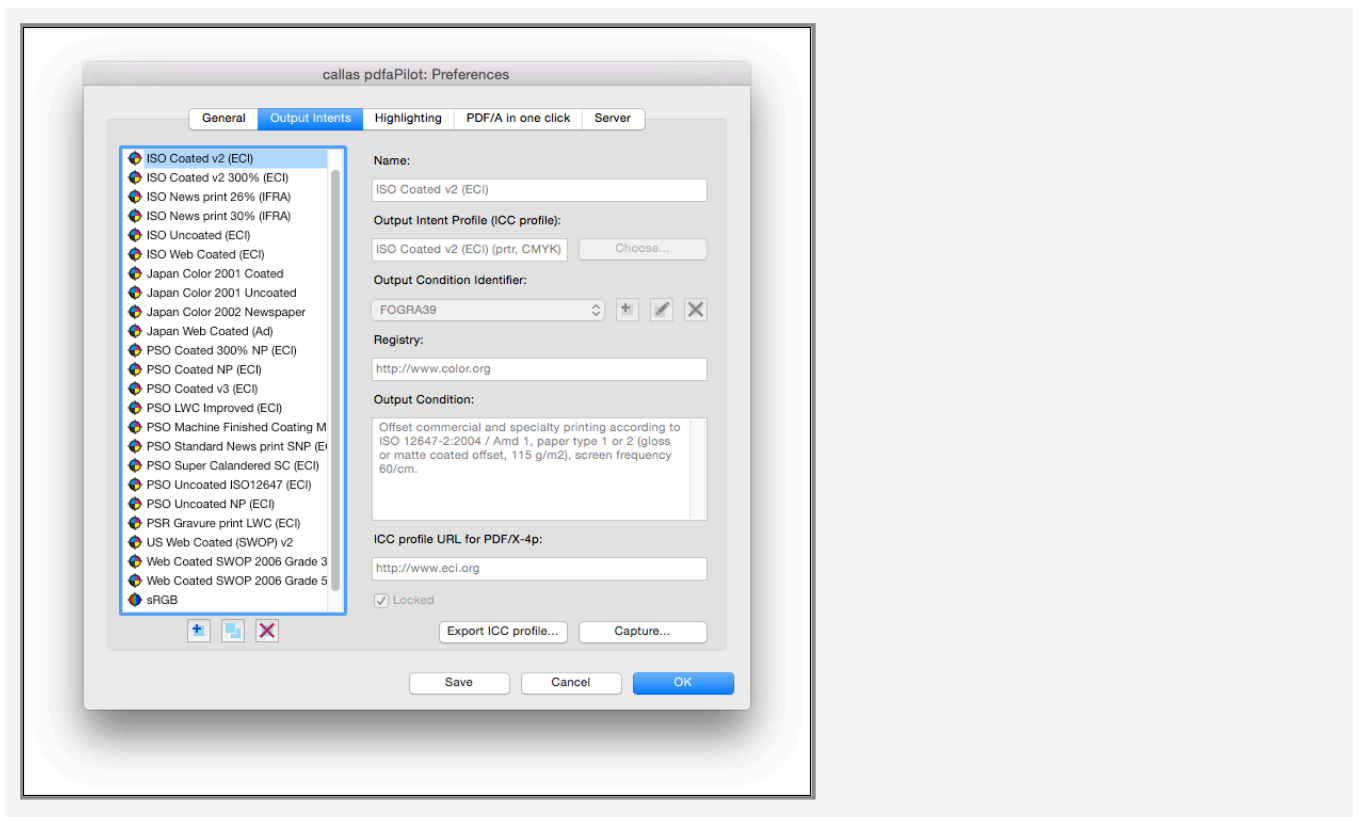 callas pdfaPilot: Preferences
General Output Intents Highlighting PDF/A in one click Server
ISO Coated v2 (ECI)
ISO Coated v2 300% (ECI)
ISO News print 26% (IFRA)
ISO News print 30% (IFRA)
ISO Uncoated (ECI)
ISO Web Coated (ECI)
Japan Color 2001 Coated
Japan Color 2001 Uncoated
Japan Color 2002 Newspaper
Japan Web Coated (Ad)
PSO Coated 300% NP (ECI)
PSO Coated NP (ECI)
PSO Coated v3 (ECI)
PSO LWC Improved (ECI)
PSO Machine Finished Coating M
PSO Standard News print SNP (E
PSO Super Calandered SC (ECI)
PSO Uncoated ISO12647 (ECI)
PSO Uncoated NP (ECI)
PSR Gravure print LWC (ECI)
US Web Coated (SWOP) v2
Web Coated SWOP 2006 Grade 3
Web Coated SWOP 2006 Grade 5
sRGB
Name:
ISO Coated v2 (ECI)
Output Intent Profile (ICC profile):
ISO Coated v2 (ECI) (prtr, CMYK) Choose...
Output Condition Identifier:
FOGRA39
Registry:
http://www.color.org
Output Condition:
Offset commercial and specialty printing according to
ISO 12647-2:2004 / Amd 1, paper type 1 or 2 (gloss
or matte coated offset, 115 g/m2), screen frequency
60/cm.
ICC profile URL for PDF/X-4p:
http://www.eci.org
Locked
Export ICC profile... Capture...
Save Cancel OK